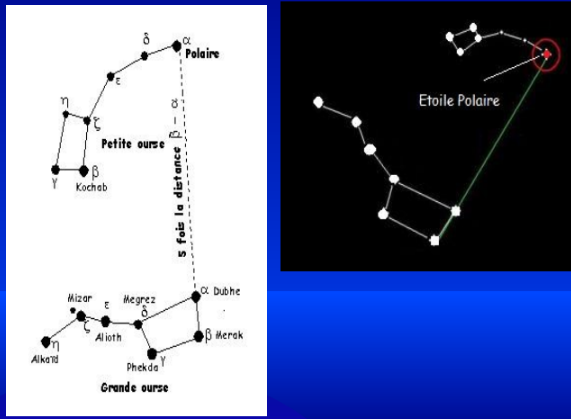 δ
α
Polaire
ε
η
ζ
Petite ourse
γ
β
Kochab
5 fois la distance β - α
α Dubhe
Mizar
ε
Megrez
δ
ζ
Alioth
β Merak
η
Alkaïd
γ
Phekda
Grande ourse
Etoile Polaire